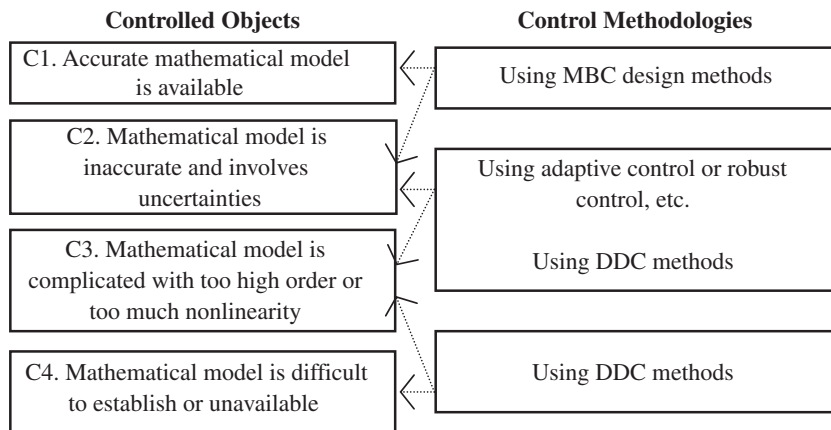 Controlled Objects
Control Methodologies
C1. Accurate mathematical model
is available
Using MBC design methods
C2. Mathematical model is
inaccurate and involves
uncertainties
Using adaptive control or robust
control, etc.
C3. Mathematical model is
complicated with too high order or
too much nonlinearity
Using DDC methods
C4. Mathematical model is difficult
to establish or unavailable
Using DDC methods